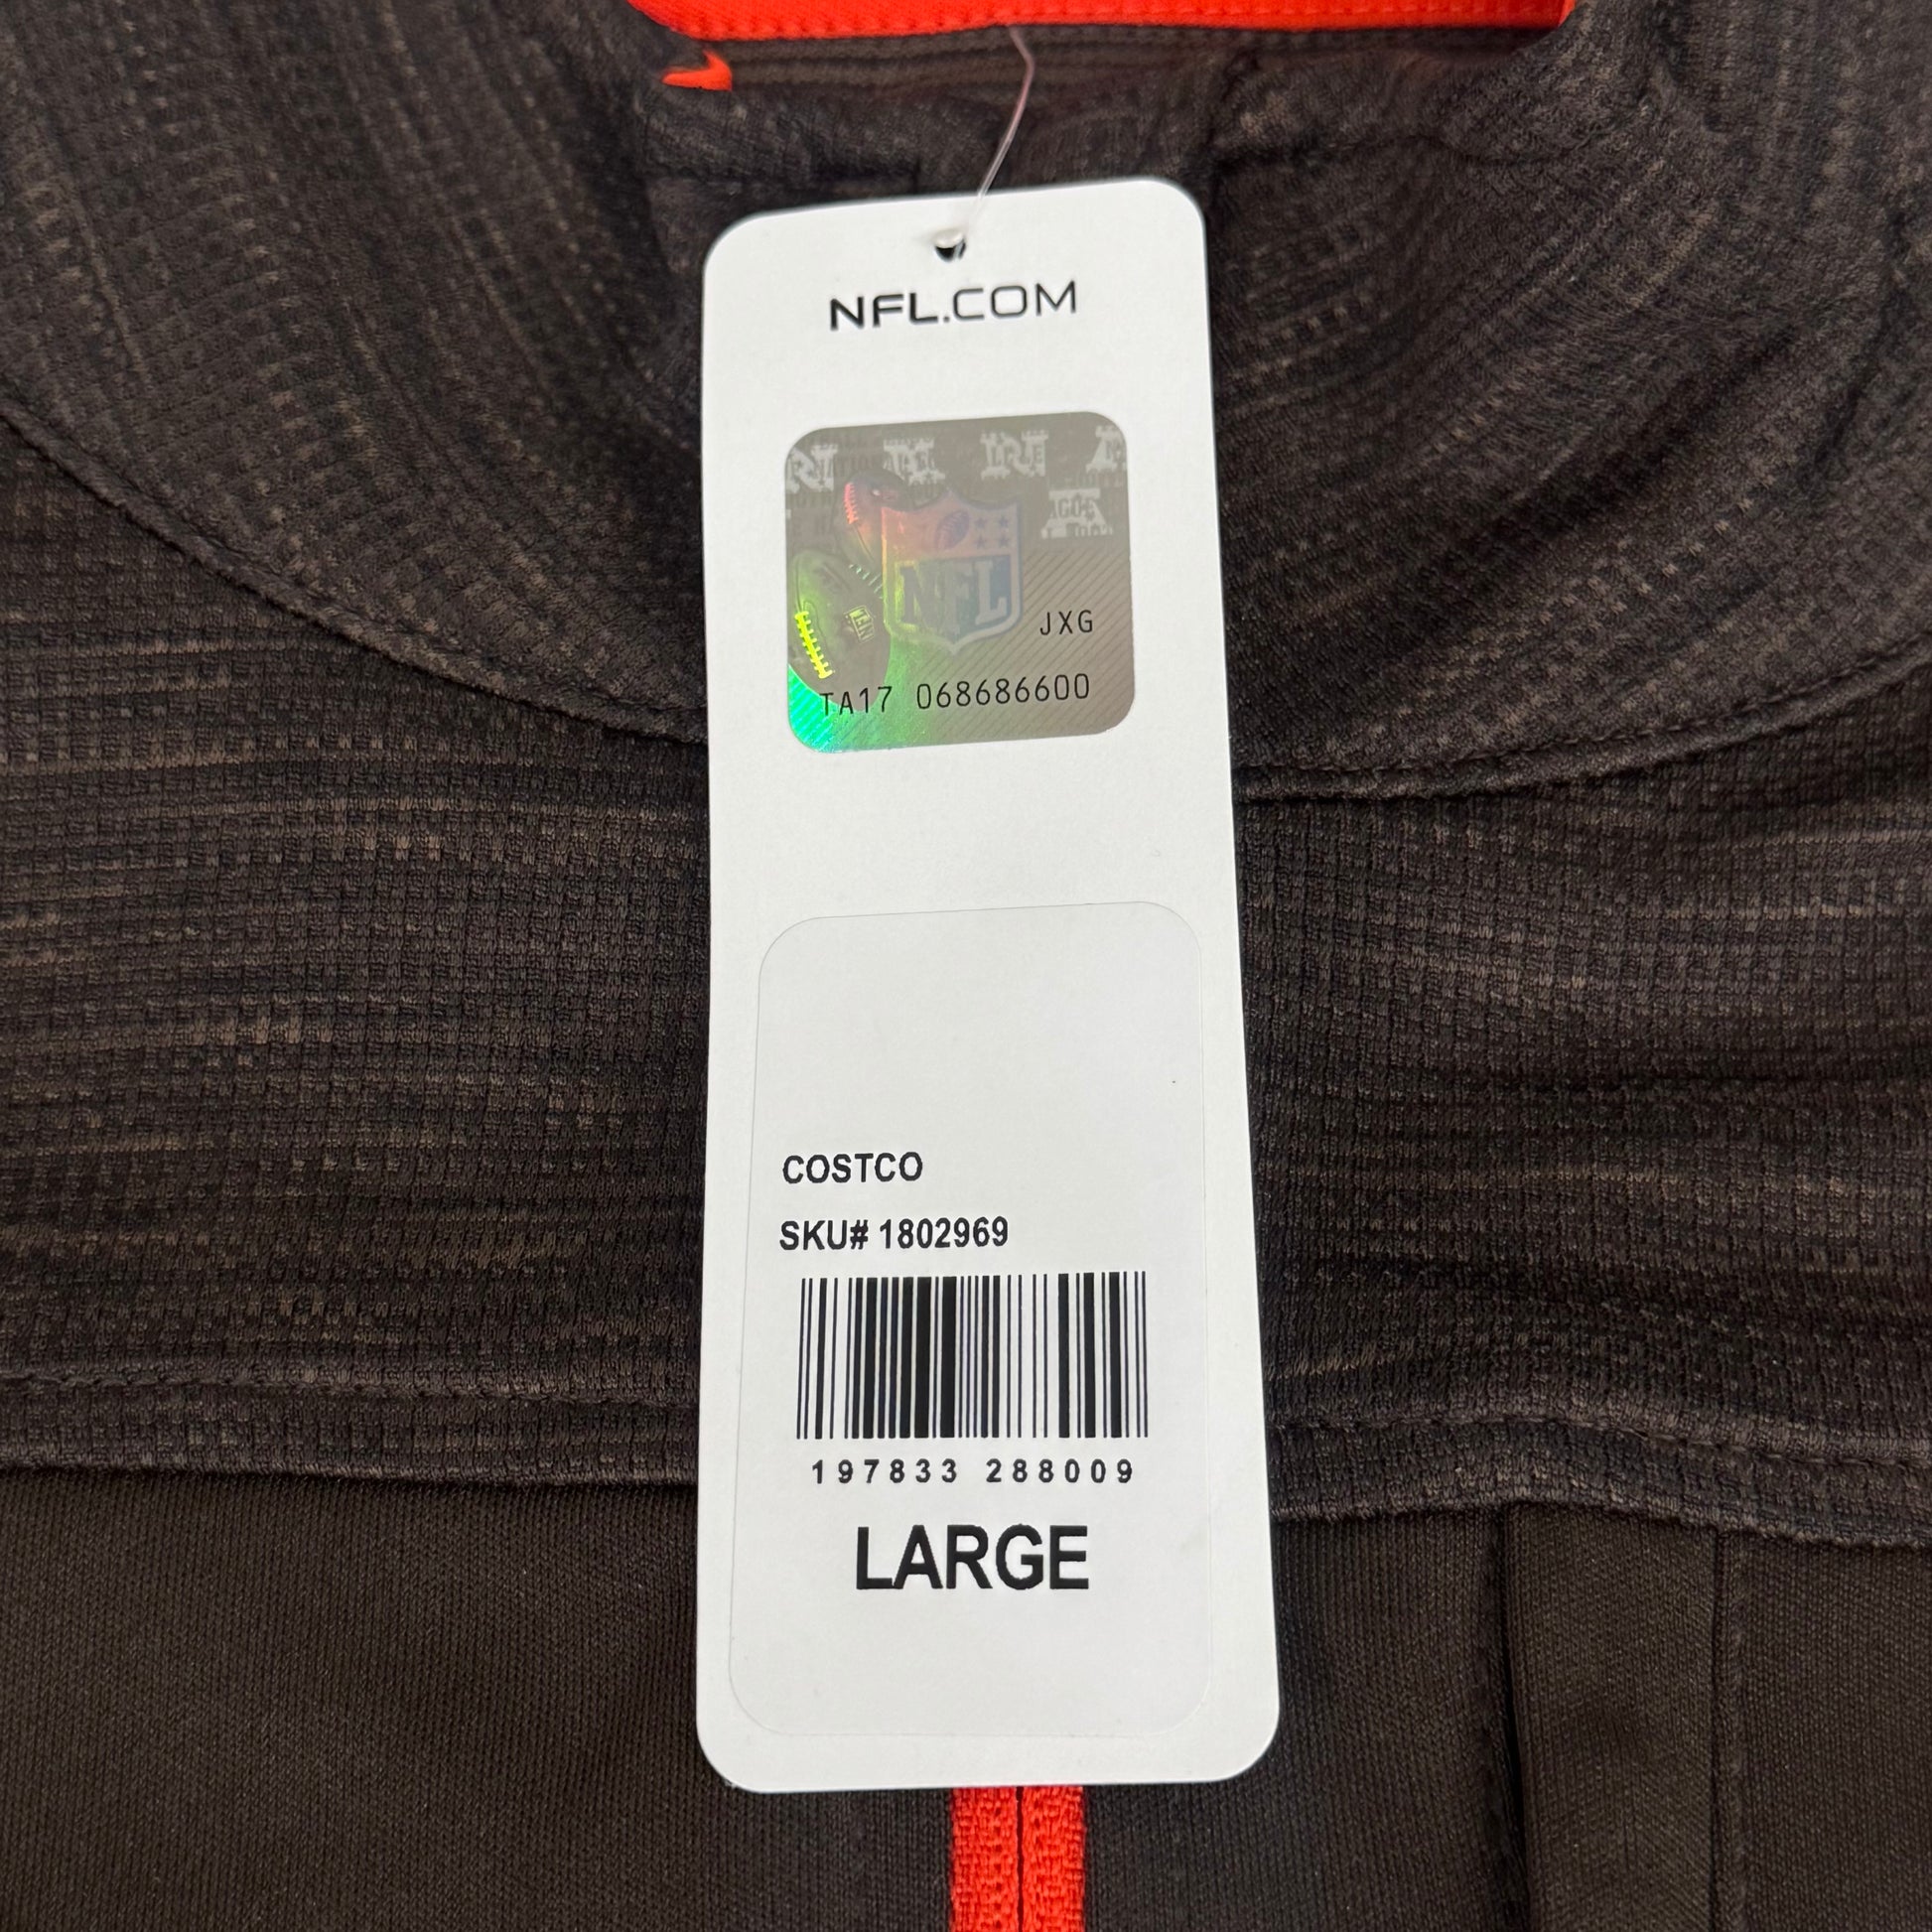 NFL.COM
NFL
JXG
TA17 068686600
COSTCO
SKU# 1802969
197833 288009
LARGE